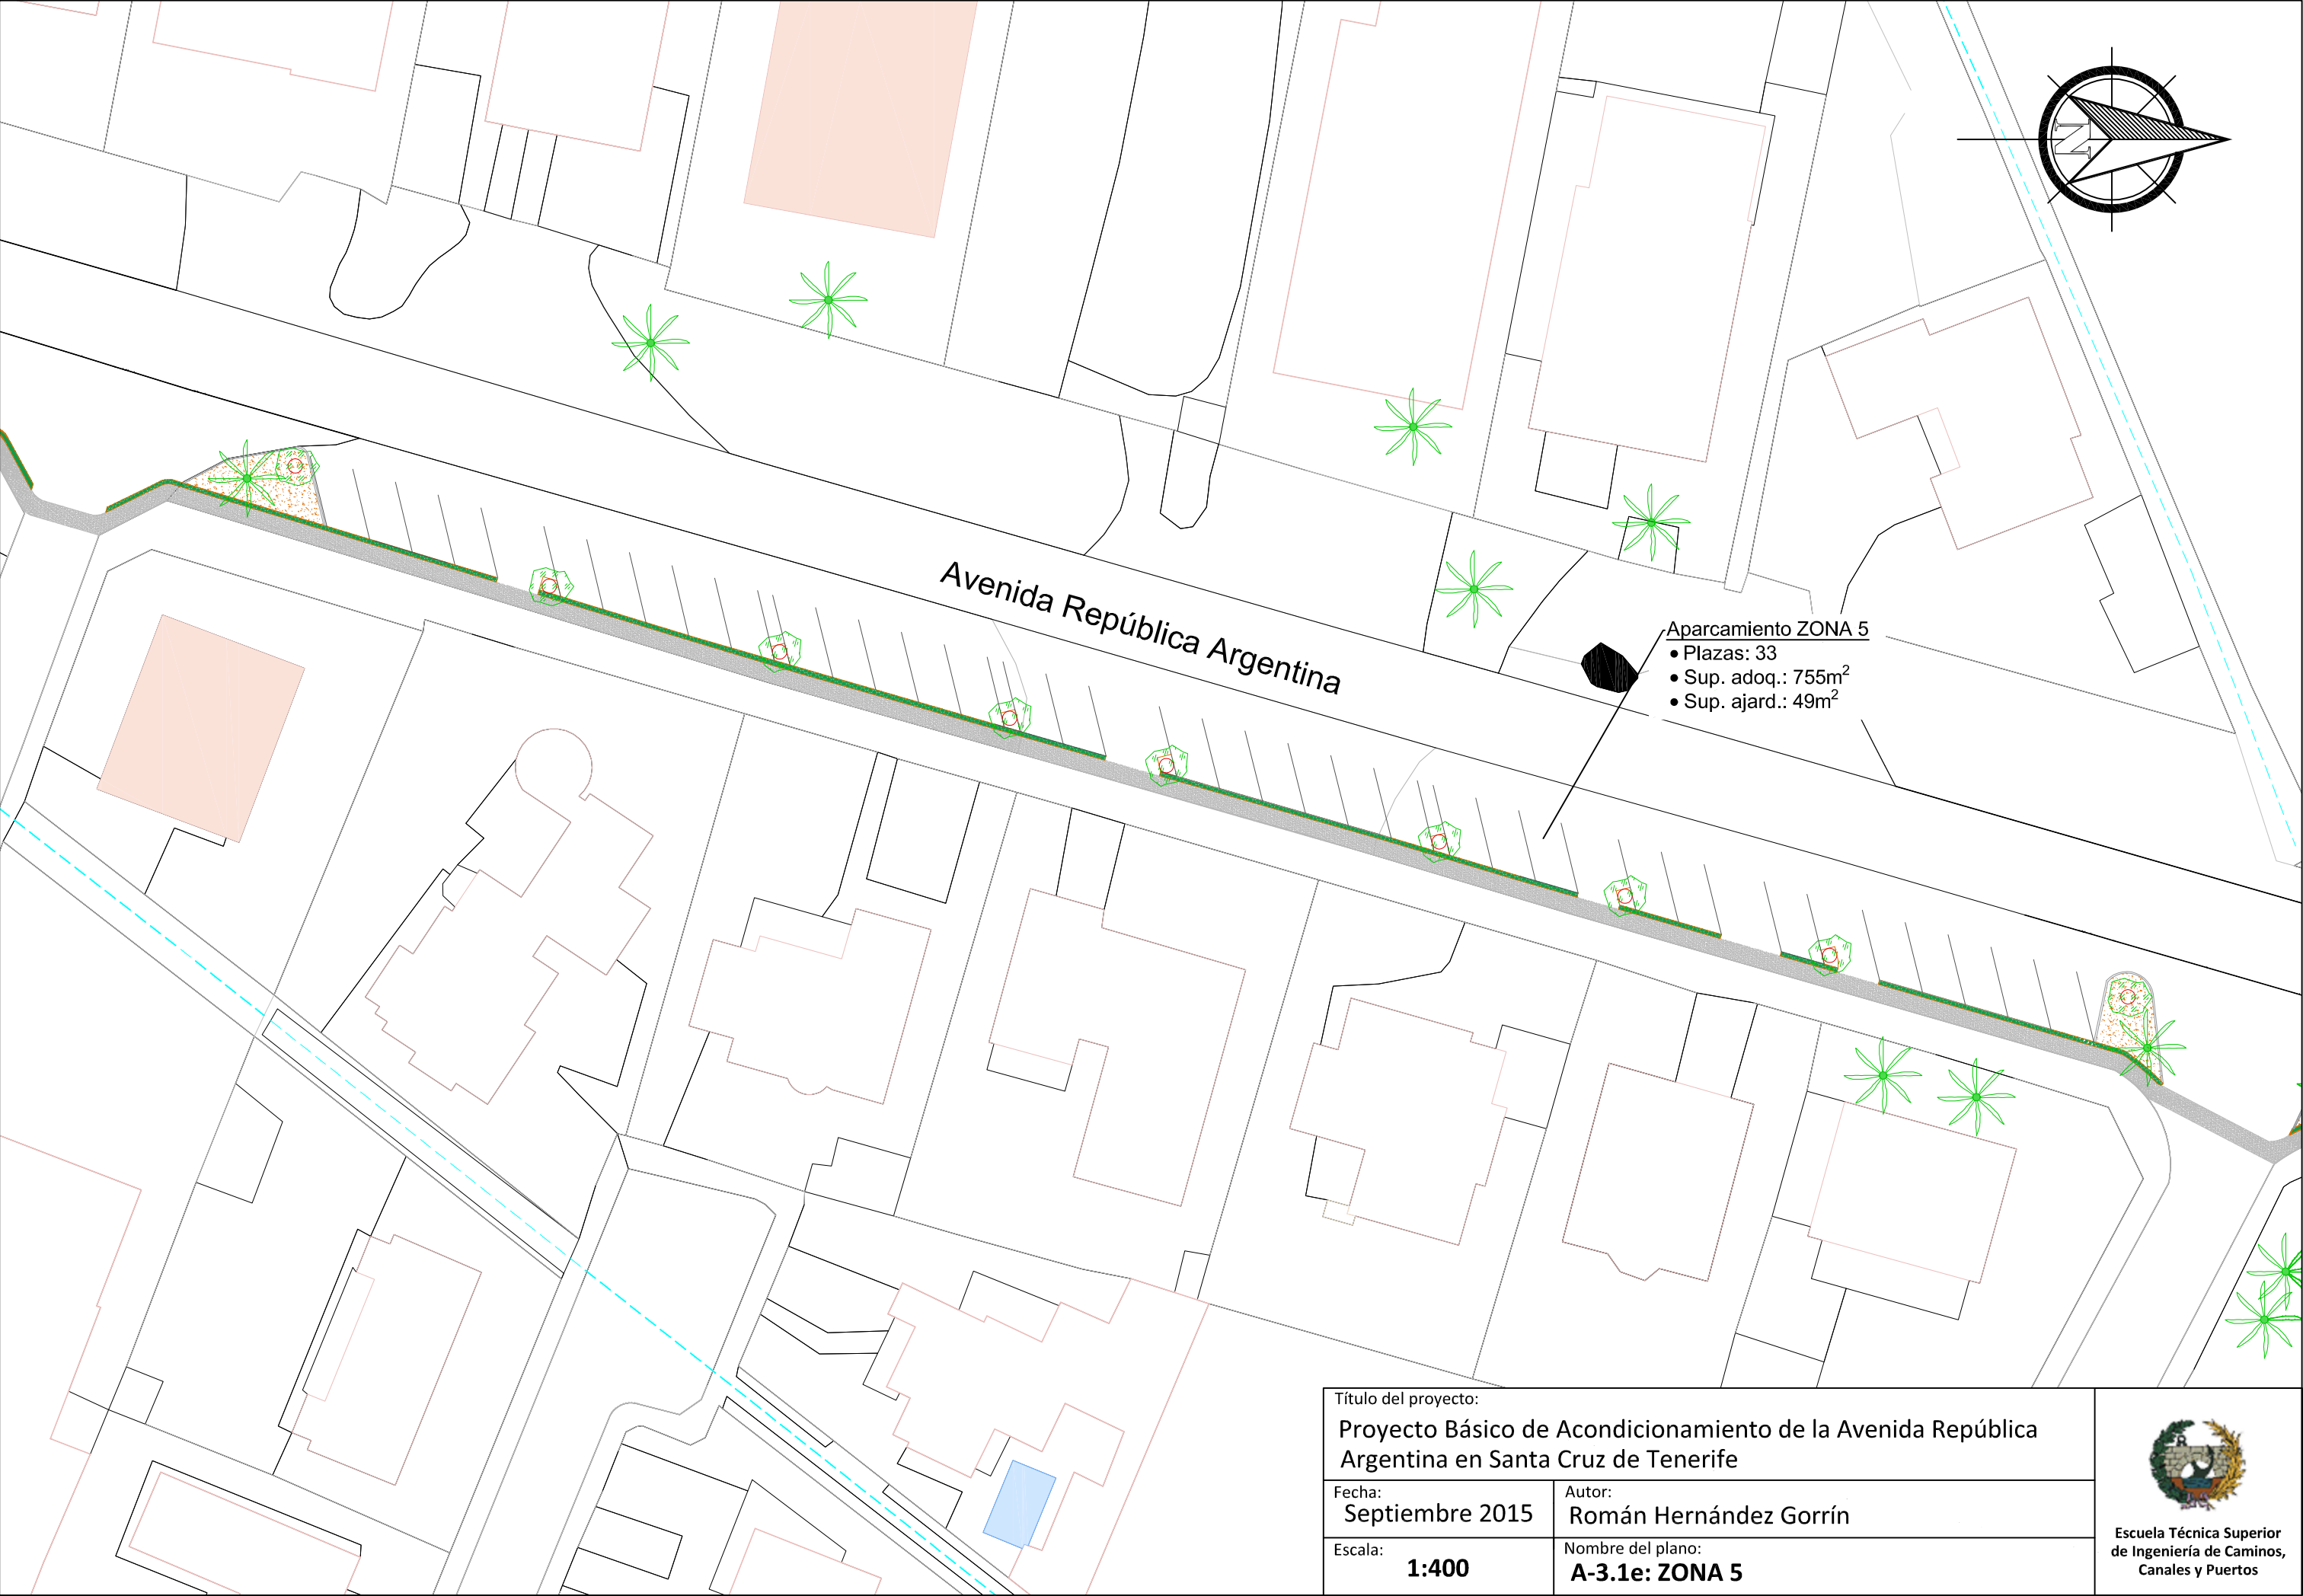 N
Avenida República Argentina
Aparcamiento ZONA 5
● Plazas: 33
● Sup. adoq.: 755m²
● Sup. ajard.: 49m²
Título del proyecto:
Proyecto Básico de Acondicionamiento de la Avenida República
Argentina en Santa Cruz de Tenerife
Fecha:
Septiembre 2015
Autor:
Román Hernández Gorrín
Escala:
1:400
Nombre del plano:
A-3.1e: ZONA 5
Escuela Técnica Superior
de Ingeniería de Caminos,
Canales y Puertos